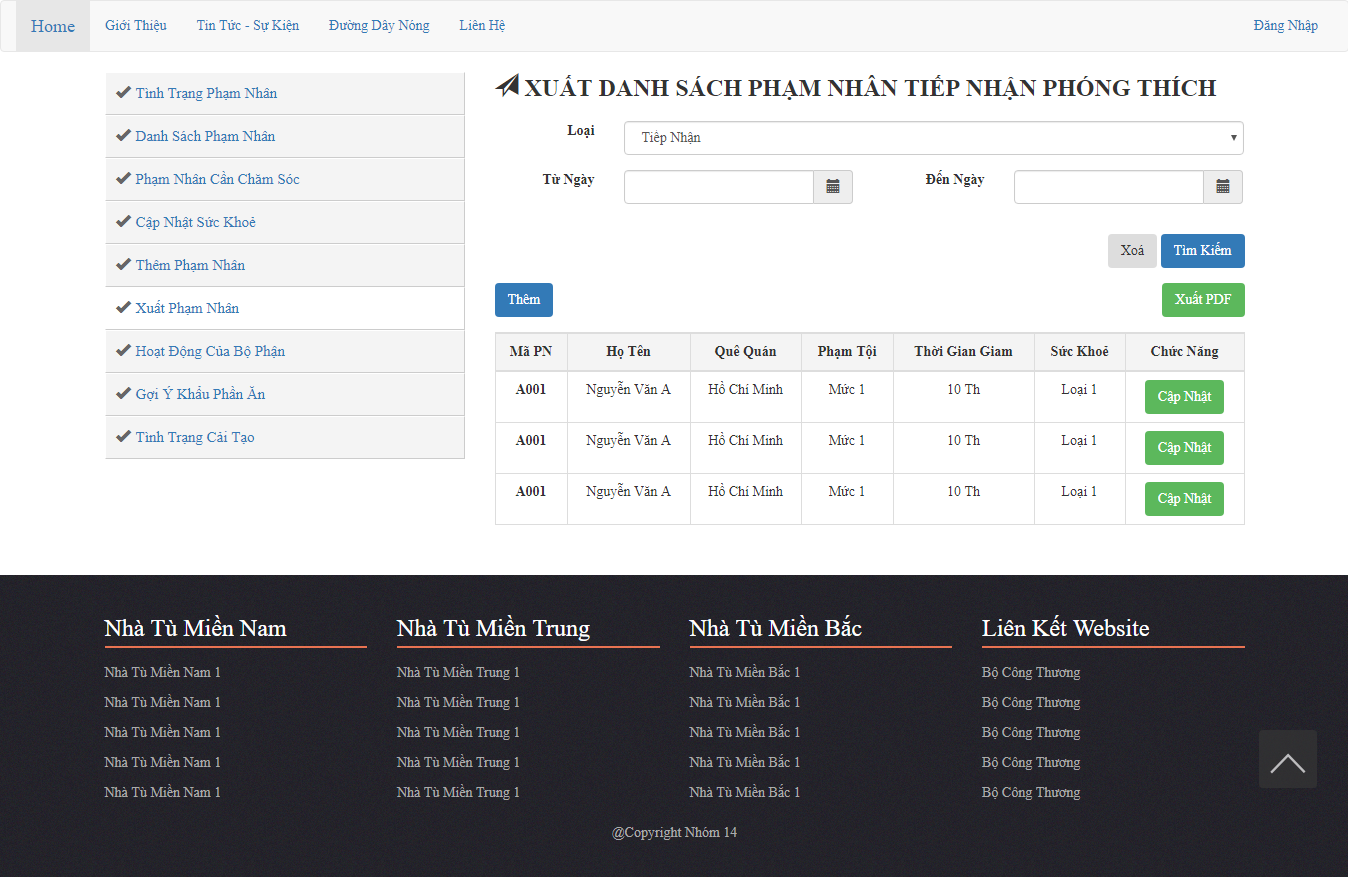 Home Giới Thiệu Tin Tức - Sự Kiện Đường Dây Nóng Liên Hệ Đăng Nhập
Tình Trạng Phạm Nhân
Danh Sách Phạm Nhân
Phạm Nhân Cần Chăm Sóc
Cập Nhật Sức Khoẻ
Thêm Phạm Nhân
Xuất Phạm Nhân
Hoạt Động Của Bộ Phận
Gợi Ý Khẩu Phần Ăn
Tình Trạng Cải Tạo
XUẤT DANH SÁCH PHẠM NHÂN TIẾP NHẬN PHÓNG THÍCH
Loại Tiếp Nhận
Từ Ngày Đến Ngày
Xoá Tìm Kiếm
Thêm Xuất PDF
Mã PN Họ Tên Quê Quán Phạm Tội Thời Gian Giam Sức Khoẻ Chức Năng
A001 Nguyễn Văn A Hồ Chí Minh Mức 1 10 Th Loại 1 Cập Nhật
A001 Nguyễn Văn A Hồ Chí Minh Mức 1 10 Th Loại 1 Cập Nhật
A001 Nguyễn Văn A Hồ Chí Minh Mức 1 10 Th Loại 1 Cập Nhật
Nhà Tù Miền Nam Nhà Tù Miền Trung Nhà Tù Miền Bắc Liên Kết Website
Nhà Tù Miền Nam 1 Nhà Tù Miền Trung 1 Nhà Tù Miền Bắc 1 Bộ Công Thương
Nhà Tù Miền Nam 1 Nhà Tù Miền Trung 1 Nhà Tù Miền Bắc 1 Bộ Công Thương
Nhà Tù Miền Nam 1 Nhà Tù Miền Trung 1 Nhà Tù Miền Bắc 1 Bộ Công Thương
Nhà Tù Miền Nam 1 Nhà Tù Miền Trung 1 Nhà Tù Miền Bắc 1 Bộ Công Thương
Nhà Tù Miền Nam 1 Nhà Tù Miền Trung 1 Nhà Tù Miền Bắc 1 Bộ Công Thương
@Copyright Nhóm 14